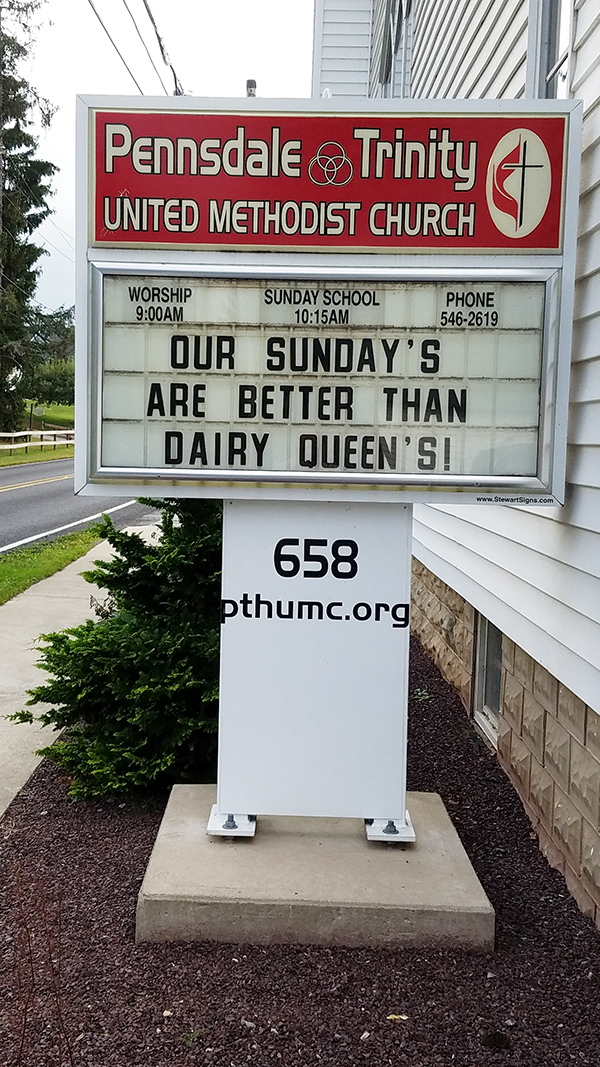 Pennsdale Trinity
UNITED METHODIST CHURCH
WORSHIP SUNDAY SCHOOL PHONE
9:00AM 10:15AM 546-2619
OUR SUNDAY'S
ARE BETTER THAN
DAIRY QUEEN'S!
www.StewartSigns.com
658
pthumc.org